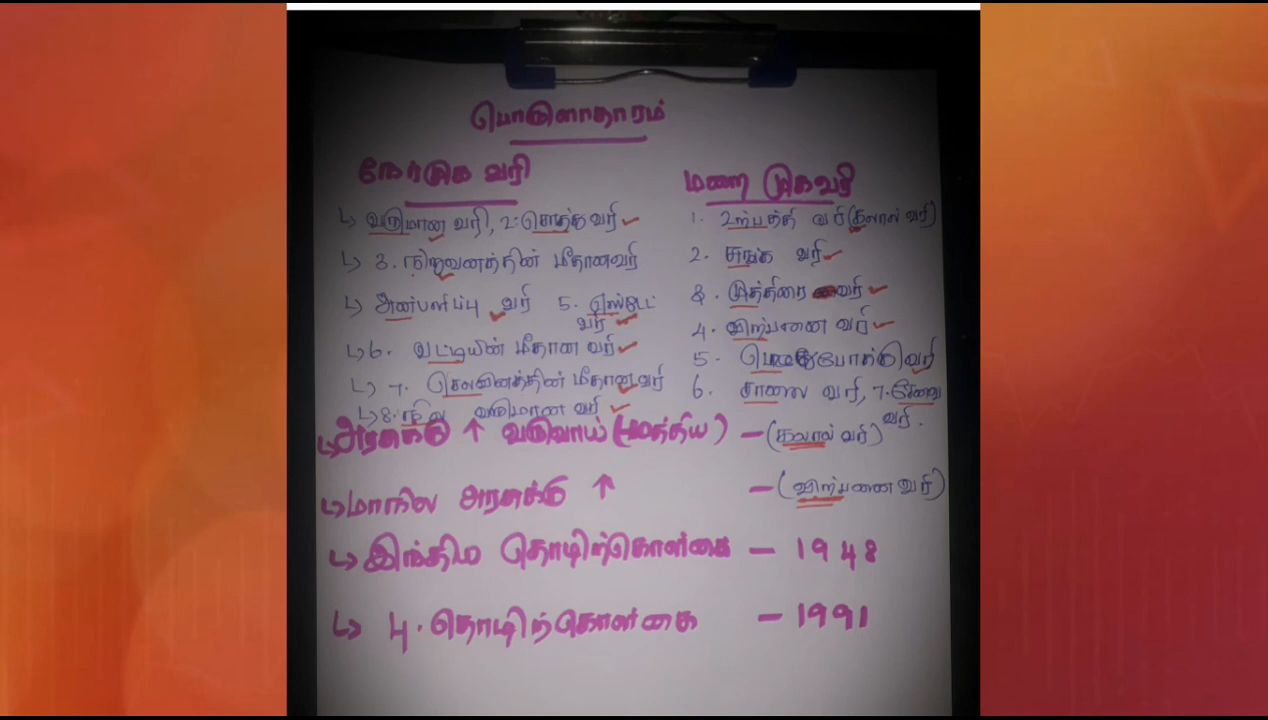 பொருளாதாரம்
நேர்முக வரி
மறைமுகவரி
↳ வருமான வரி, 2. சொத்து வரி ✓
↳ 3. நிறுவனத்தின் மீதானவரி
↳ அன்பளிப்பு வரி 5. எஸ்டேட்
வரி ✓
↳ 6. வட்டியின் மீதான வரி ✓
↳ 7. செலவினத்தின் மீதான வரி
↳ 8. நில வருமான வரி ✓
1. உற்பத்தி வரி (கலால் வரி)
2. சுங்க வரி ✓
3. முத்திரை வரி ✓
4. விற்பனை வரி ✓
5. பொழுதுபோக்கு வரி
6. சாலை வரி, 7. சேவை
வரி.
↳ அரசுக்கு ↑ வருவாய் (மத்திய) – (கலால் வரி)
↳ மாநில அரசுக்கு ↑ – (விற்பனை வரி)
↳ இந்திய தொழிற்கொள்கை – 1948
↳ பு. தொழிற்கொள்கை – 1991